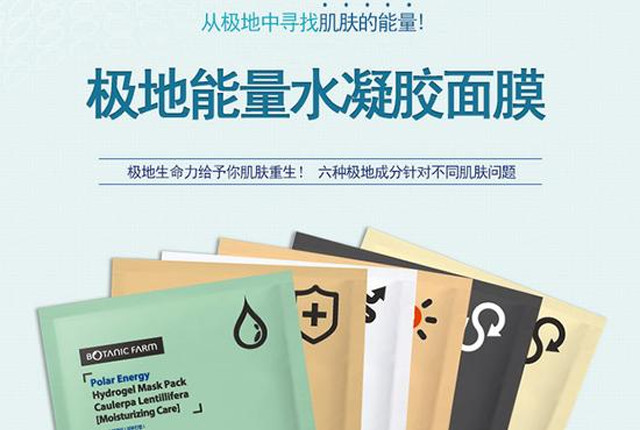 从极地中寻找肌肤的能量!
极地能量水凝胶面膜
极地生命力给予你肌肤重生! 六种极地成分针对不同肌肤问题
BOTANIC FARM
Polar Energy
Hydrogel Mask Pack
Caulerpa Lentillifera
[Moisturizing Care]